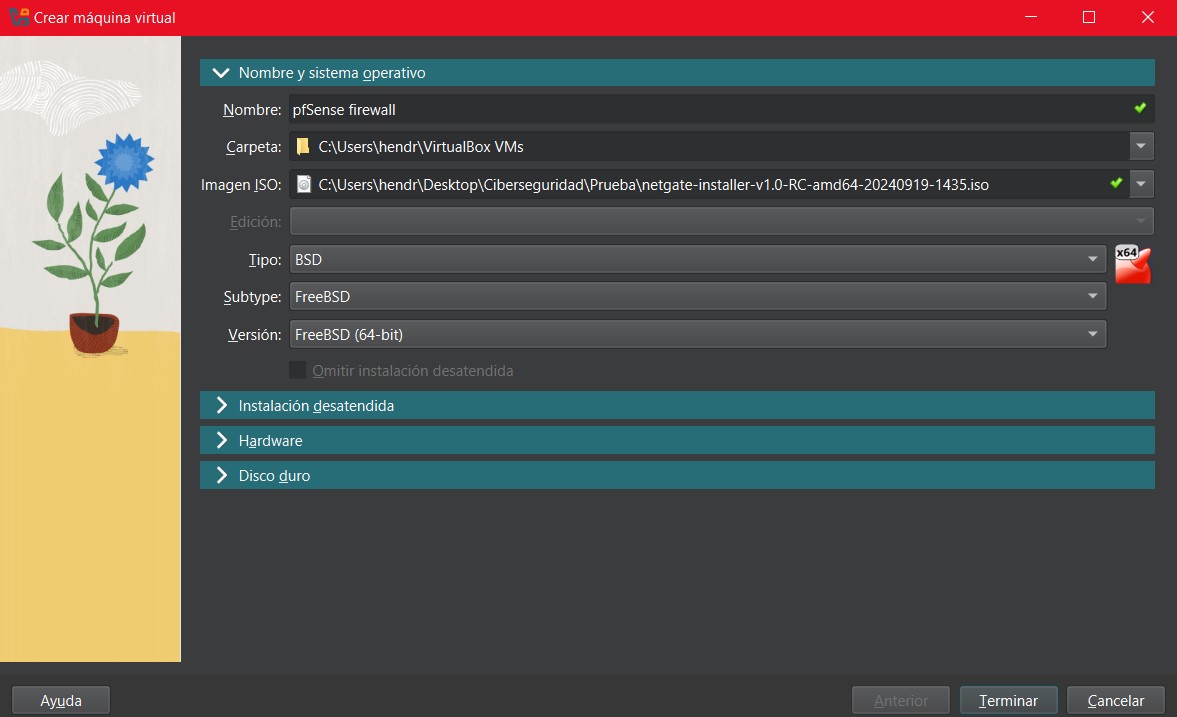 Crear máquina virtual
Nombre y sistema operativo
Nombre: pfSense firewall
Carpeta: C:\Users\hendr\VirtualBox VMs
Imagen ISO: C:\Users\hendr\Desktop\Ciberseguridad\Prueba\netgate-installer-v1.0-RC-amd64-20240919-1435.iso
Edición:
Tipo: BSD
x64
Subtype: FreeBSD
Versión: FreeBSD (64-bit)
Omitir instalación desatendida
Instalación desatendida
Hardware
Disco duro
Ayuda Anterior Terminar Cancelar